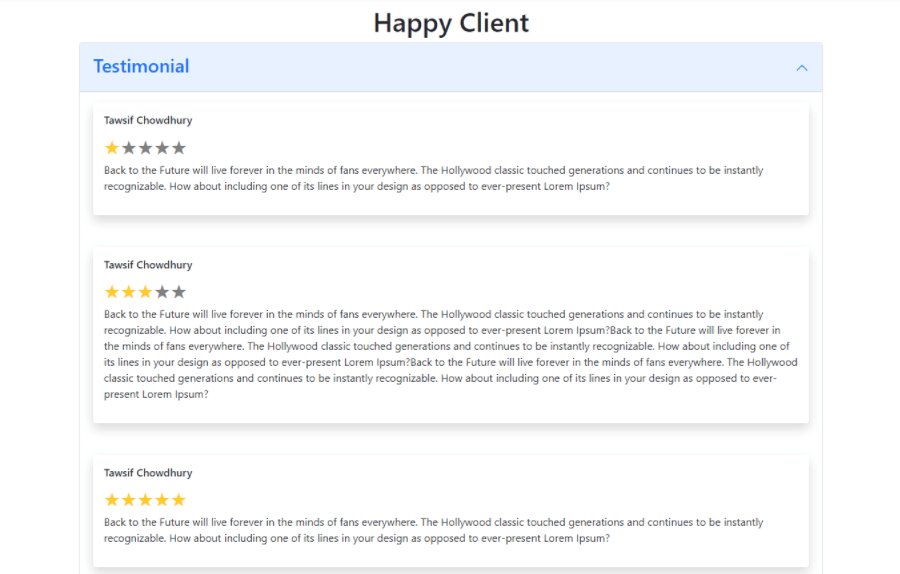 Happy Client
Testimonial
Tawsif Chowdhury
Back to the Future will live forever in the minds of fans everywhere. The Hollywood classic touched generations and continues to be instantly
recognizable. How about including one of its lines in your design as opposed to ever-present Lorem Ipsum?
Tawsif Chowdhury
Back to the Future will live forever in the minds of fans everywhere. The Hollywood classic touched generations and continues to be instantly
recognizable. How about including one of its lines in your design as opposed to ever-present Lorem Ipsum?Back to the Future will live forever in
the minds of fans everywhere. The Hollywood classic touched generations and continues to be instantly recognizable. How about including one of
its lines in your design as opposed to ever-present Lorem Ipsum?Back to the Future will live forever in the minds of fans everywhere. The Hollywood
classic touched generations and continues to be instantly recognizable. How about including one of its lines in your design as opposed to ever-
present Lorem Ipsum?
Tawsif Chowdhury
Back to the Future will live forever in the minds of fans everywhere. The Hollywood classic touched generations and continues to be instantly
recognizable. How about including one of its lines in your design as opposed to ever-present Lorem Ipsum?